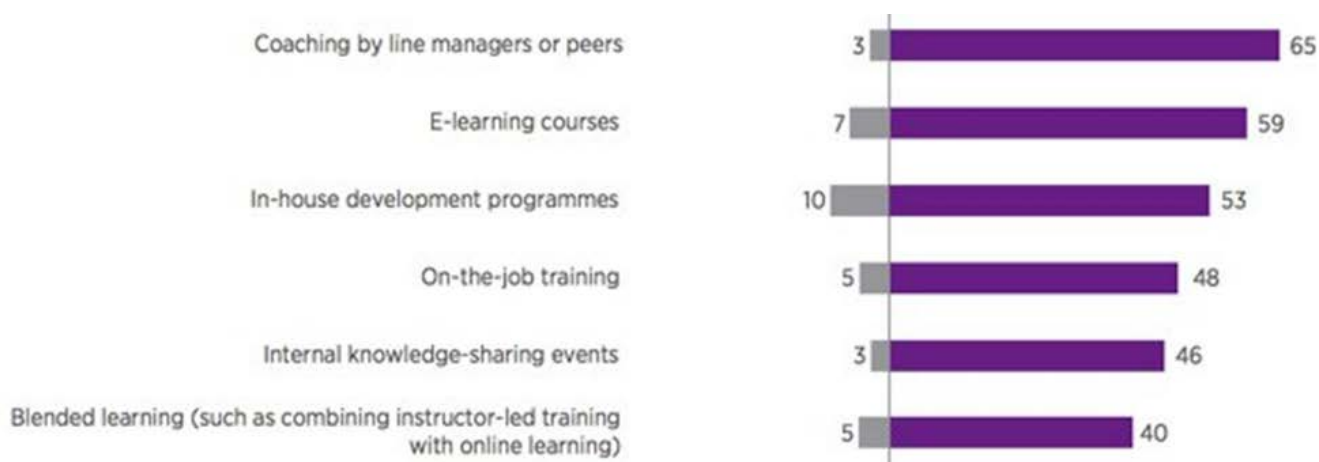 Coaching by line managers or peers 3 65
E-learning courses 7 59
In-house development programmes 10 53
On-the-job training 5 48
Internal knowledge-sharing events 3 46
Blended learning (such as combining instructor-led training
with online learning) 5 40